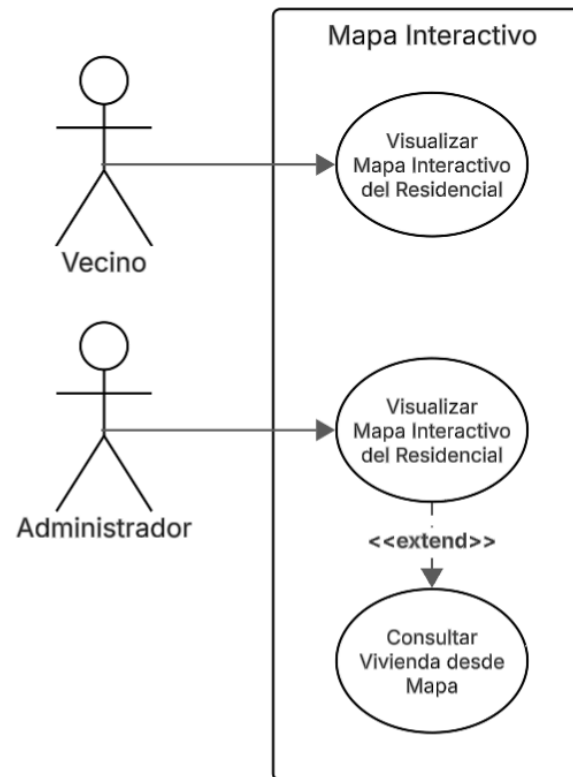 Mapa Interactivo
Visualizar
Mapa Interactivo
del Residencial
Vecino
Visualizar
Mapa Interactivo
del Residencial
Administrador
<<extend>>
Consultar
Vivienda desde
Mapa